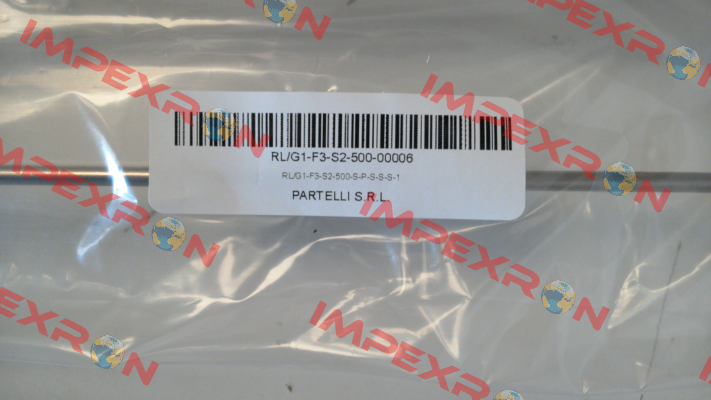 RL/G1-F3-S2-500-00006
RL/G1-F3-S2-500-S-P-S-S-S-1
PARTELLI S.R.L.
IMPEXRON
IMPEXRON
IMPEXRON
IMPEXRON
IMPEXRON
IMPEXRON
IMPEXRON